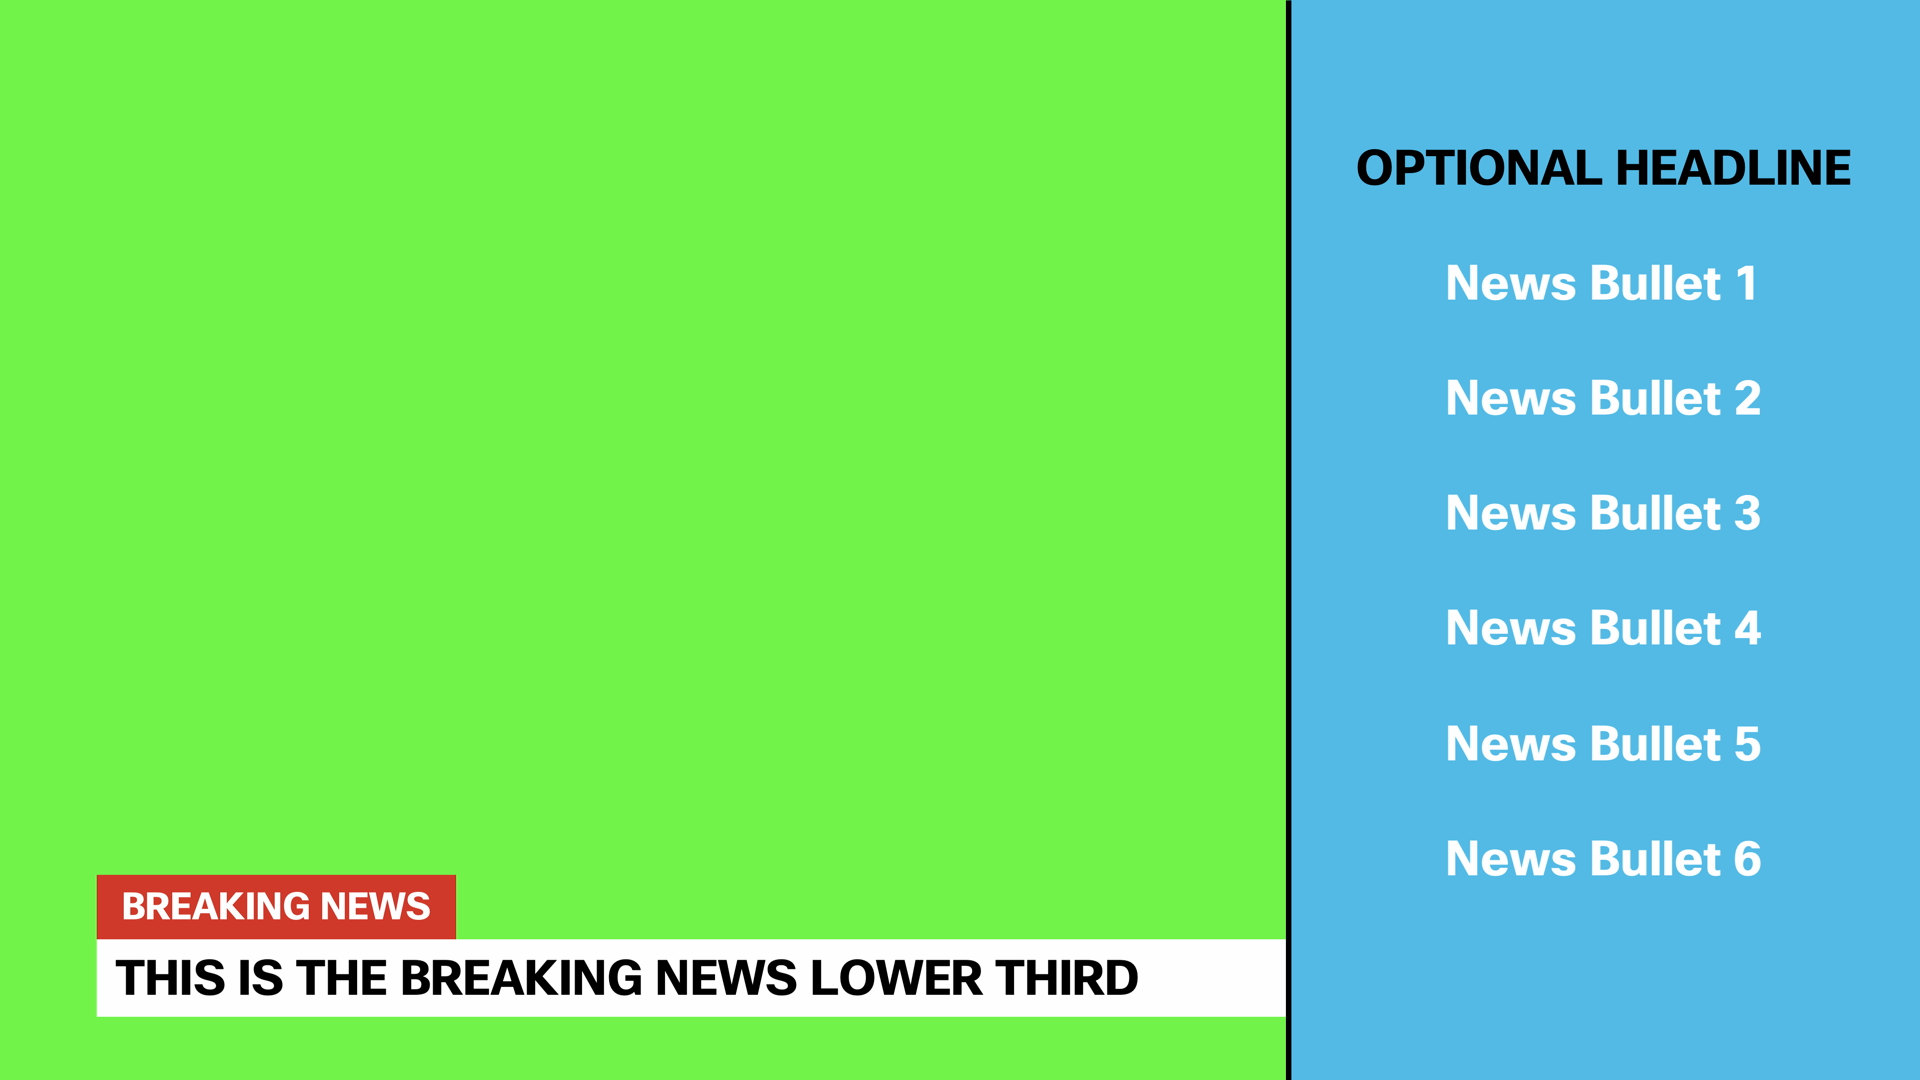 BREAKING NEWS
THIS IS THE BREAKING NEWS LOWER THIRD
OPTIONAL HEADLINE
News Bullet 1
News Bullet 2
News Bullet 3
News Bullet 4
News Bullet 5
News Bullet 6